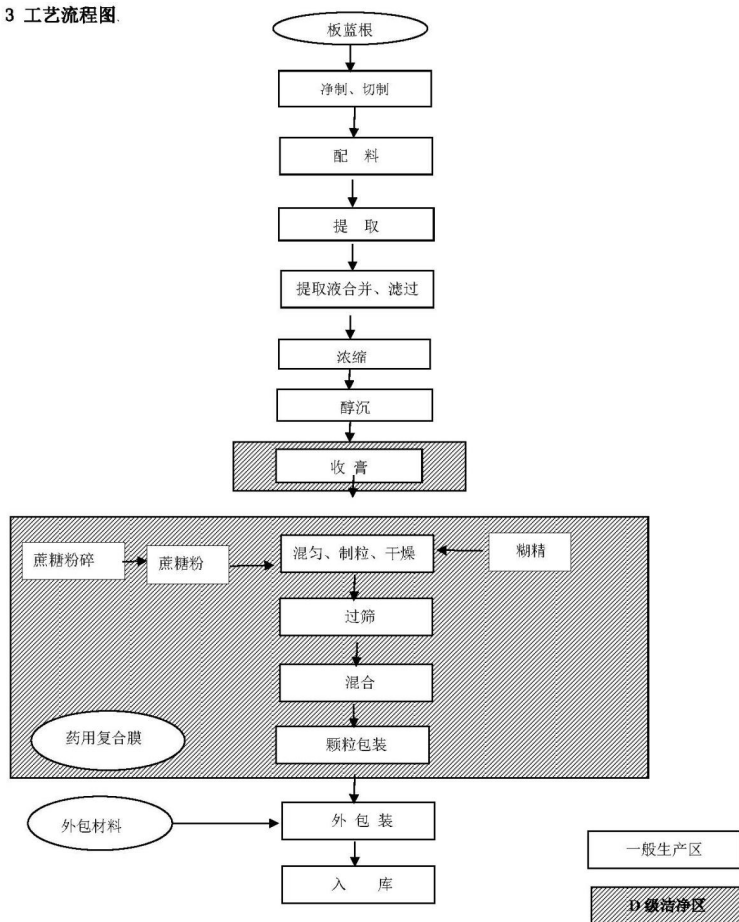 3 工艺流程图.
板蓝根
净制、切制
配 料
提 取
提取液合并、滤过
浓缩
醇沉
收 膏
蔗糖粉碎
蔗糖粉
混匀、制粒、干燥
糊精
过筛
混合
药用复合膜
颗粒包装
外包材料
外 包 装
一般生产区
入 库
D 级洁净区